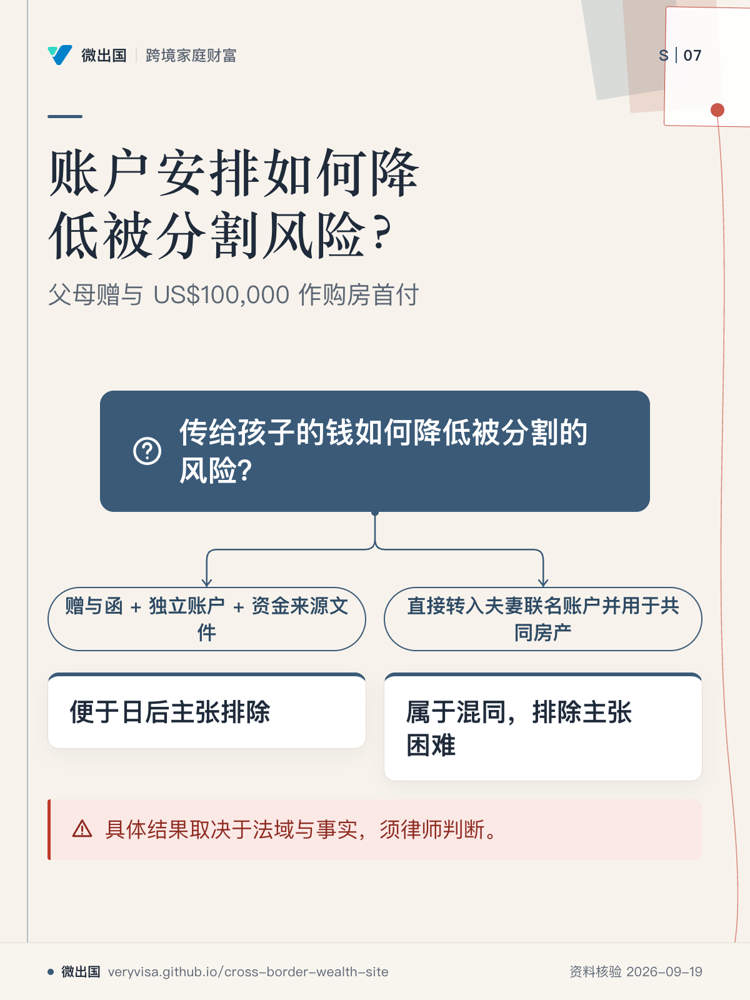 微出国 跨境家庭财富
S 07
账户安排如何降
低被分割风险?
父母赠与 US$100,000 作购房首付
传给孩子的钱如何降低被分割的
风险?
赠与函 + 独立账户 + 资金来源文
件
直接转入夫妻联名账户并用于共
同房产
便于日后主张排除
属于混同，排除主张
困难
具体结果取决于法域与事实，须律师判断。
微出国 veryvisa.github.io/cross-border-wealth-site
资料核验 2026-09-19